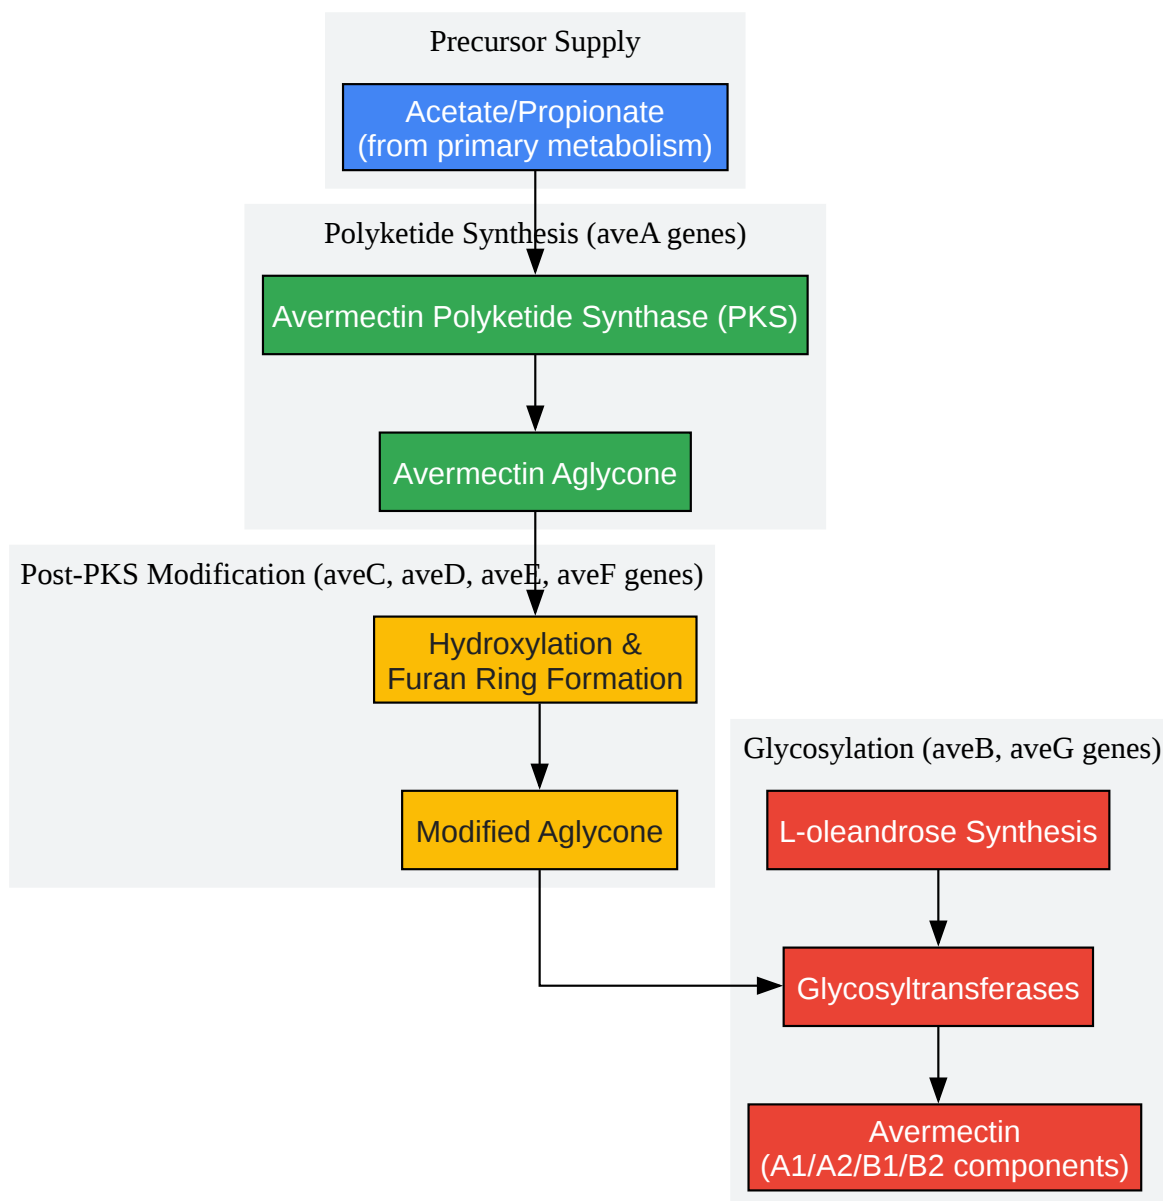 Precursor Supply
Acetate/Propionate
(from primary metabolism)
Polyketide Synthesis (aveA genes)
Avermectin Polyketide Synthase (PKS)
Avermectin Aglycone
Post-PKS Modification (aveC, aveD, aveE, aveF genes)
Hydroxylation &
Furan Ring Formation
Modified Aglycone
Glycosylation (aveB, aveG genes)
L-oleandrose Synthesis
Glycosyltransferases
Avermectin
(A1/A2/B1/B2 components)